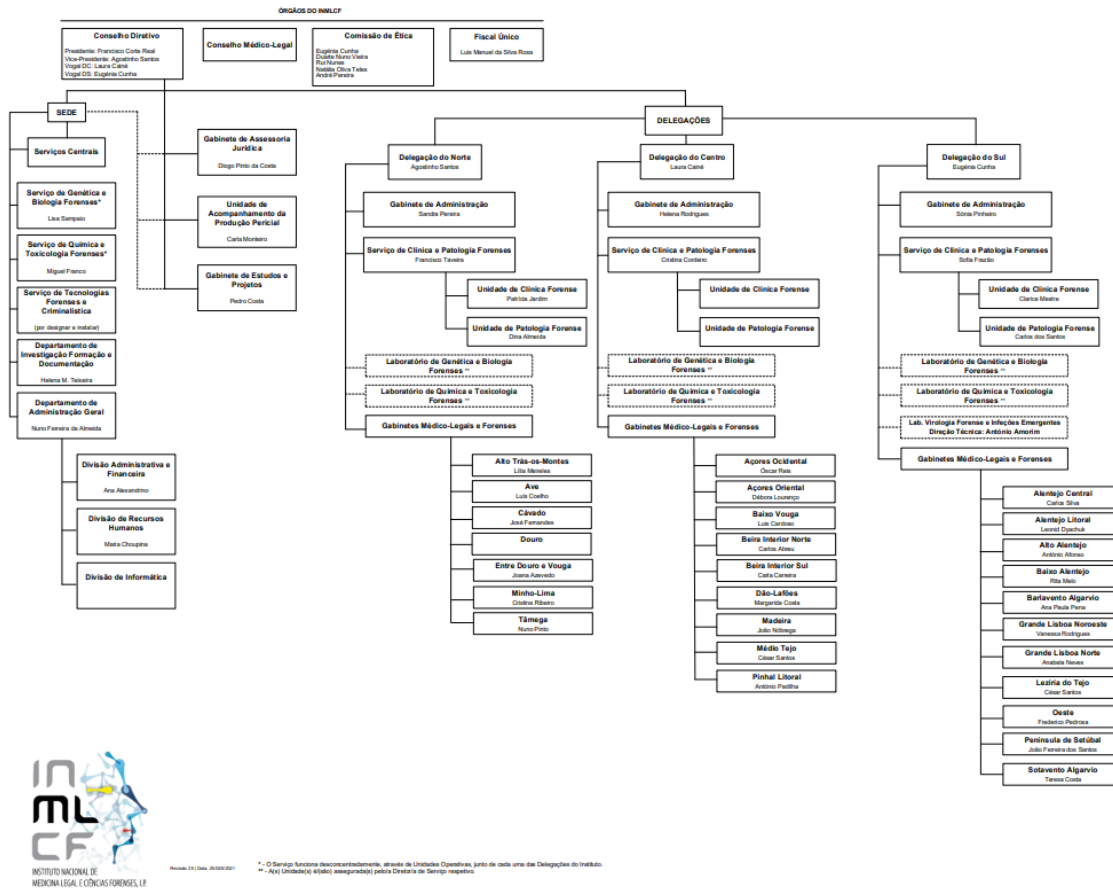 ÓRGÃOS DO INMLCF
Conselho Diretivo
Presidente: Francisco Corte Real
Vice-Presidente: Agostinho Santos
Vogal DC: Laura Cainé
Vogal DS: Eugénia Cunha
Conselho Médico-Legal
Comissão de Ética
Eugénia Cunha
Duarte Nuno Vieira
Rui Nunes
Natália Oliva Teles
André Pereira
Fiscal Único
Luis Manuel da Silva Rosa
SEDE
Serviços Centrais
Serviço de Genética e
Biologia Forenses*
Lisa Sampaio
Serviço de Química e
Toxicologia Forenses*
Miguel Franco
Serviço de Tecnologias
Forenses e
Criminalística
(por designar e instalar)
Departamento de
Investigação Formação e
Documentação
Helena M. Teixeira
Departamento de
Administração Geral
Nuno Ferreira de Almeida
Divisão Administrativa e
Financeira
Ana Alexandrino
Divisão de Recursos
Humanos
Maria Choupina
Divisão de Informática
Gabinete de Assessoria
Jurídica
Diogo Pinto da Costa
Unidade de
Acompanhamento da
Produção Pericial
Carla Monteiro
Gabinete de Estudos e
Projetos
Pedro Costa
DELEGAÇÕES
Delegação do Norte
Agostinho Santos
Gabinete de Administração
Sandra Pereira
Serviço de Clínica e Patologia Forenses
Francisco Taveira
Unidade de Clínica Forense
Patrícia Jardim
Unidade de Patologia Forense
Dina Almeida
Laboratório de Genética e Biologia
Forenses **
Laboratório de Química e Toxicologia
Forenses **
Gabinetes Médico-Legais e Forenses
Alto Trás-os-Montes
Lília Meireles
Ave
Luís Coelho
Cávado
José Fernandes
Douro
Entre Douro e Vouga
Joana Azevedo
Minho-Lima
Cristina Ribeiro
Tâmega
Nuno Pinto
Delegação do Centro
Laura Cainé
Gabinete de Administração
Helena Rodrigues
Serviço de Clínica e Patologia Forenses
Cristina Cordeiro
Unidade de Clínica Forense
Unidade de Patologia Forense
Laboratório de Genética e Biologia
Forenses **
Laboratório de Química e Toxicologia
Forenses **
Gabinetes Médico-Legais e Forenses
Açores Ocidental
Óscar Reis
Açores Oriental
Débora Lourenço
Baixo Vouga
Luis Cardoso
Beira Interior Norte
Carlos Abreu
Beira Interior Sul
Carla Carreira
Dão-Lafões
Margarida Costa
Madeira
João Nóbrega
Médio Tejo
César Santos
Pinhal Litoral
António Padilha
Delegação do Sul
Eugénia Cunha
Gabinete de Administração
Sónia Pinheiro
Serviço de Clínica e Patologia Forenses
Sofia Frazão
Unidade de Clínica Forense
Clarice Mestre
Unidade de Patologia Forense
Carlos dos Santos
Laboratório de Genética e Biologia
Forenses **
Laboratório de Química e Toxicologia
Forenses **
Lab. Virologia Forense e Infeções Emergentes
Direção Técnica: António Amorim
Gabinetes Médico-Legais e Forenses
Alentejo Central
Carlos Silva
Alentejo Litoral
Leonid Dyachuk
Alto Alentejo
António Afonso
Baixo Alentejo
Rita Melo
Barlavento Algarvio
Ana Paula Pena
Grande Lisboa Noroeste
Vanessa Rodrigues
Grande Lisboa Norte
Anabela Neves
Lezíria do Tejo
César Santos
Oeste
Frederico Pedrosa
Península de Setúbal
João Ferreira dos Santos
Sotavento Algarvio
Teresa Costa
IN
ML
CF
INSTITUTO NACIONAL DE
MEDICINA LEGAL E CIÊNCIAS FORENSES, I.P.
* - O Serviço funciona desconcentradamente, através de Unidades Operativas, junto de cada uma das Delegações do Instituto.
** - A(s) Unidade(s) é/(são) assegurada(s) pelo/a Diretor/a de Serviço respetivo.